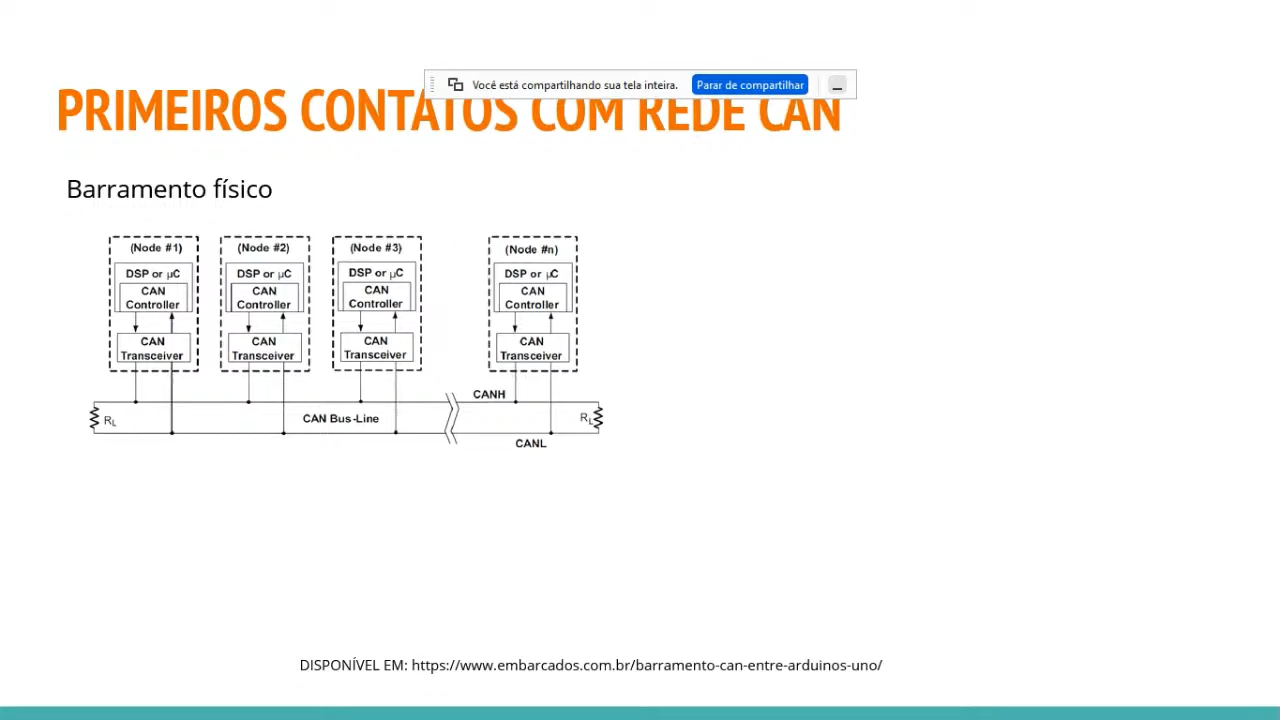 Você está compartilhando sua tela inteira. Parar de compartilhar
PRIMEIROS CONTATOS COM REDE CAN
Barramento físico
(Node #1) (Node #2) (Node #3) (Node #n)
DSP or µC DSP or µC DSP or µC DSP or µC
CAN CAN CAN CAN
Controller Controller Controller Controller
CAN CAN CAN CAN
Transceiver Transceiver Transceiver Transceiver
CANH
RL CAN Bus-Line RL
CANL
DISPONÍVEL EM: https://www.embarcados.com.br/barramento-can-entre-arduinos-uno/